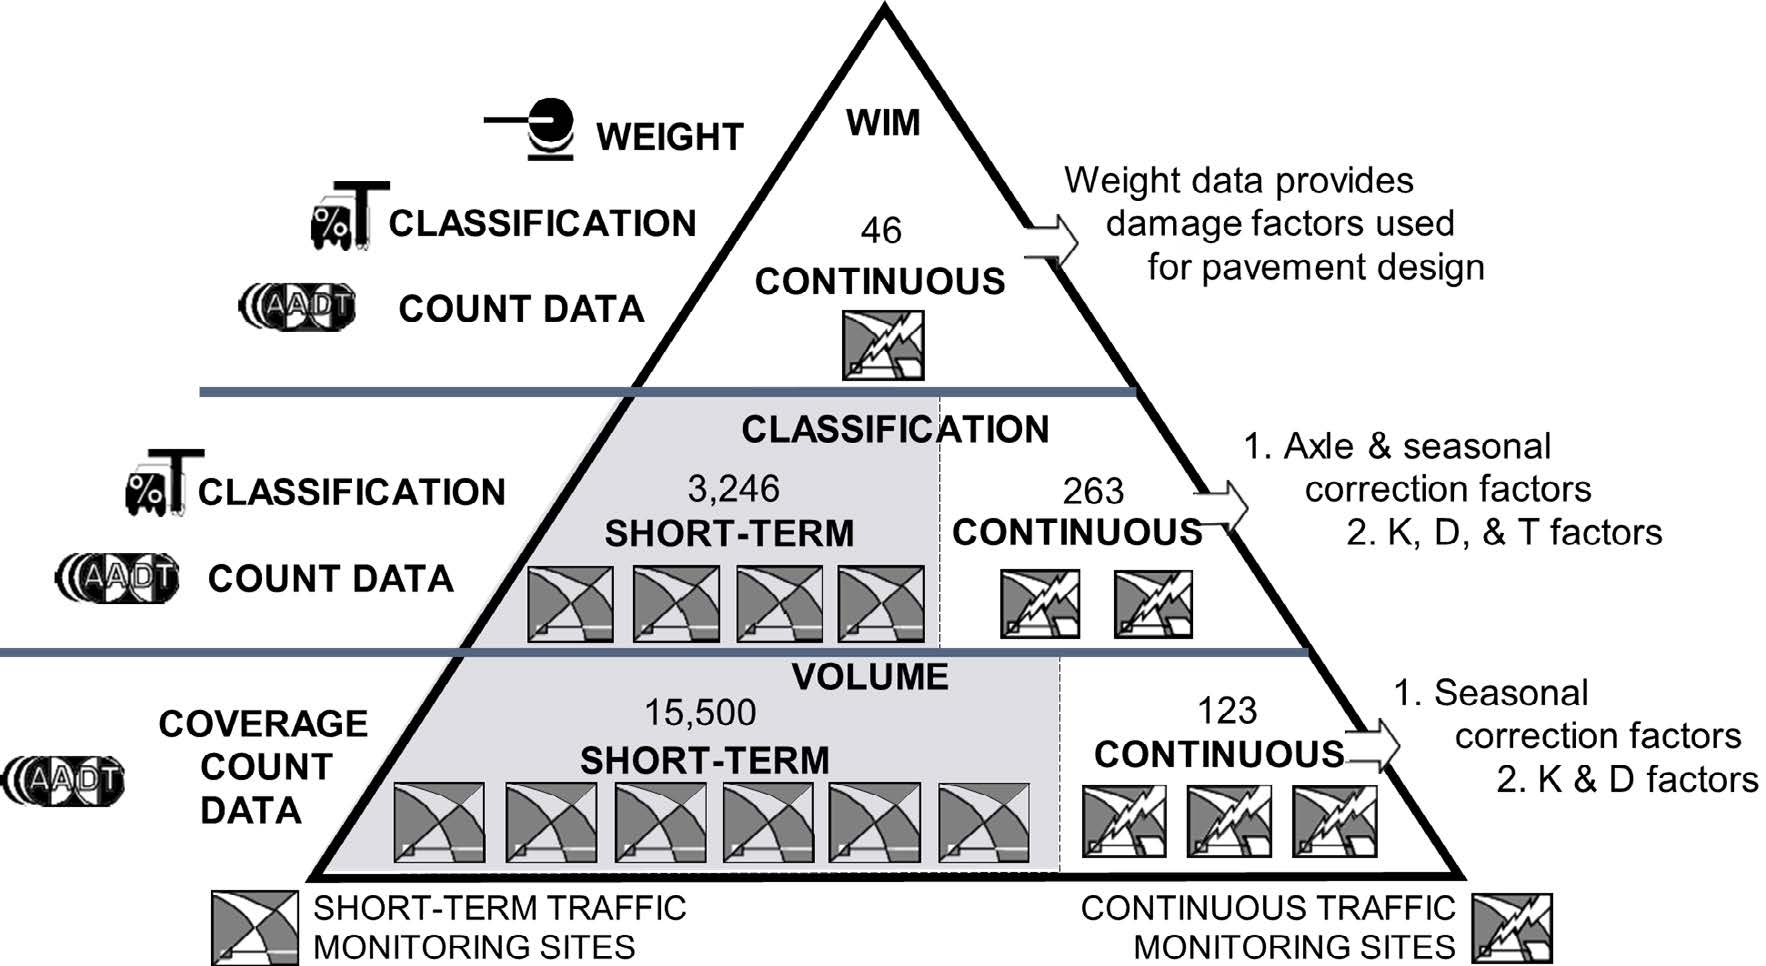 WIM
WEIGHT
% T CLASSIFICATION
AADT COUNT DATA
46
CONTINUOUS
Weight data provides
damage factors used
for pavement design
CLASSIFICATION
% T CLASSIFICATION
AADT COUNT DATA
3,246
SHORT-TERM
263
CONTINUOUS
1. Axle & seasonal
correction factors
2. K, D, & T factors
VOLUME
AADT
COVERAGE
COUNT
DATA
15,500
SHORT-TERM
123
CONTINUOUS
1. Seasonal
correction factors
2. K & D factors
SHORT-TERM TRAFFIC
MONITORING SITES
CONTINUOUS TRAFFIC
MONITORING SITES